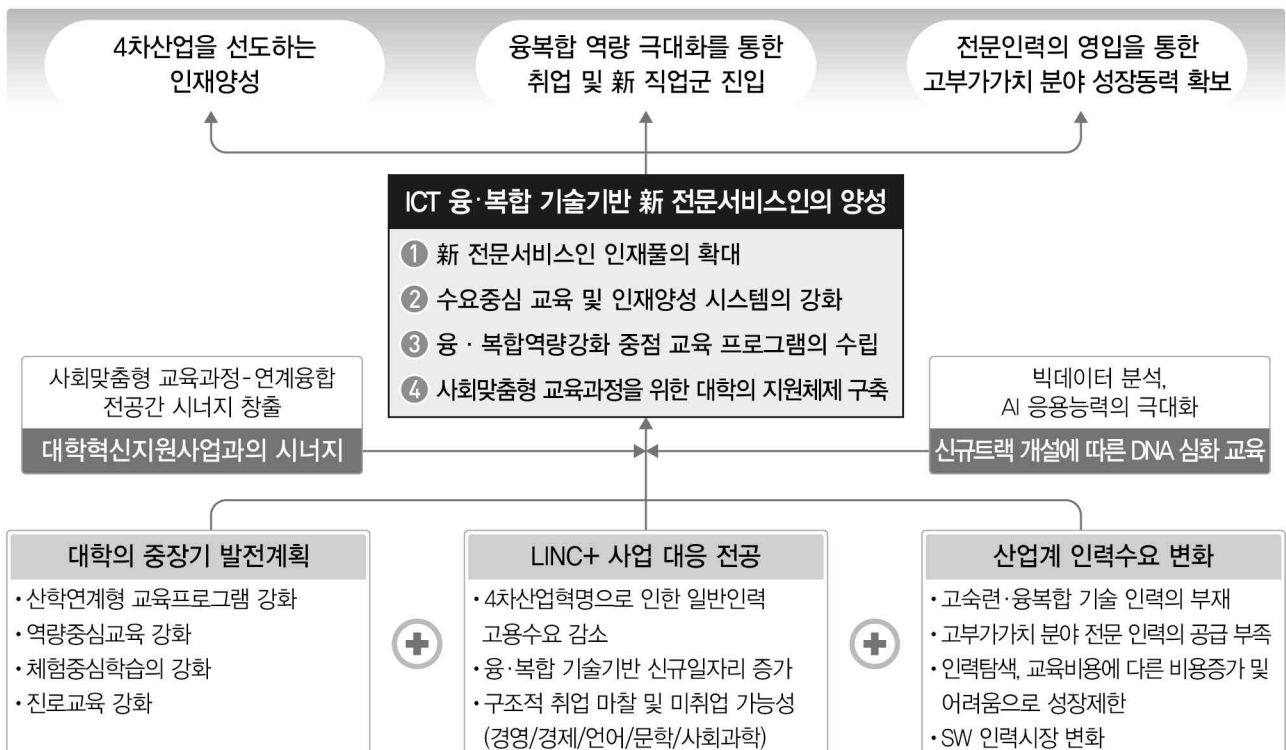 4차산업을 선도하는
인재양성
융복합 역량 극대화를 통한
취업 및 新 직업군 진입
전문인력의 영입을 통한
고부가가치 분야 성장동력 확보
ICT 융·복합 기술기반 新 전문서비스인의 양성
1 新 전문서비스인 인재풀의 확대
2 수요중심 교육 및 인재양성 시스템의 강화
3 융 · 복합역량강화 중점 교육 프로그램의 수립
4 사회맞춤형 교육과정을 위한 대학의 지원체제 구축
사회맞춤형 교육과정-연계융합
전공간 시너지 창출
대학혁신지원사업과의 시너지
빅데이터 분석,
AI 응용능력의 극대화
신규트랙 개설에 따른 DNA 심화 교육
대학의 중장기 발전계획
• 산학연계형 교육프로그램 강화
• 역량중심교육 강화
• 체험중심학습의 강화
• 진로교육 강화
LINC+ 사업 대응 전공
• 4차산업혁명으로 인한 일반인력
고용수요 감소
• 융·복합 기술기반 신규일자리 증가
• 구조적 취업 마찰 및 미취업 가능성
(경영/경제/언어/문학/사회과학)
산업계 인력수요 변화
• 고숙련·융복합 기술 인력의 부재
• 고부가가치 분야 전문 인력의 공급 부족
• 인력탐색, 교육비용에 다른 비용증가 및
어려움으로 성장제한
• SW 인력시장 변화